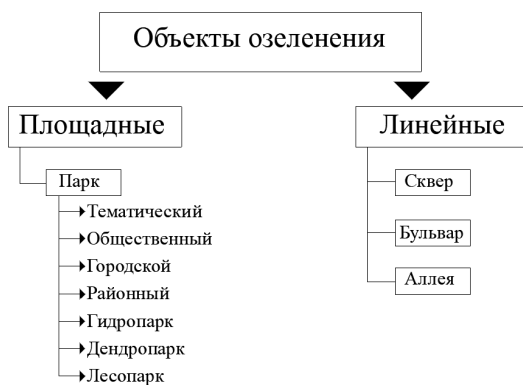 Объекты озеленения
Площадные
Парк
Тематический
Общественный
Городской
Районный
Гидропарк
Дендропарк
Лесопарк
Линейные
Сквер
Бульвар
Аллея